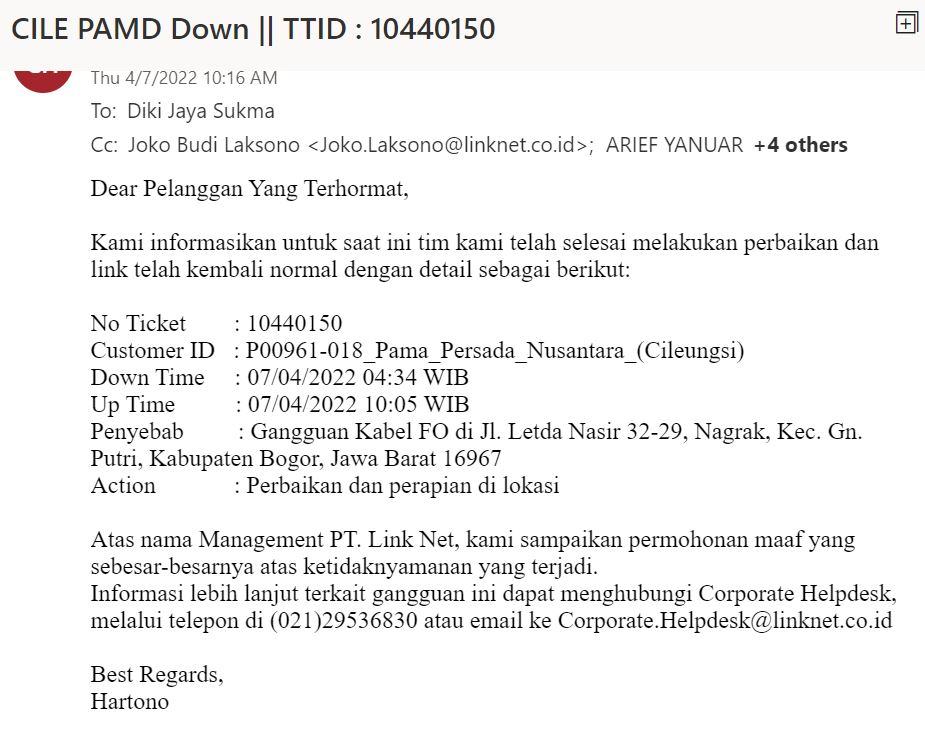 CILE PAMD Down || TTID : 10440150
Thu 4/7/2022 10:16 AM
To: Diki Jaya Sukma
Cc: Joko Budi Laksono <Joko.Laksono@linknet.co.id>; ARIEF YANUAR +4 others
Dear Pelanggan Yang Terhormat,
Kami informasikan untuk saat ini tim kami telah selesai melakukan perbaikan dan
link telah kembali normal dengan detail sebagai berikut:
No Ticket : 10440150
Customer ID : P00961-018_Pama_Persada_Nusantara_(Cileungsi)
Down Time : 07/04/2022 04:34 WIB
Up Time : 07/04/2022 10:05 WIB
Penyebab : Gangguan Kabel FO di Jl. Letda Nasir 32-29, Nagrak, Kec. Gn.
Putri, Kabupaten Bogor, Jawa Barat 16967
Action : Perbaikan dan perapian di lokasi
Atas nama Management PT. Link Net, kami sampaikan permohonan maaf yang
sebesar-besarnya atas ketidaknyamanan yang terjadi.
Informasi lebih lanjut terkait gangguan ini dapat menghubungi Corporate Helpdesk,
melalui telepon di (021)29536830 atau email ke Corporate.Helpdesk@linknet.co.id
Best Regards,
Hartono